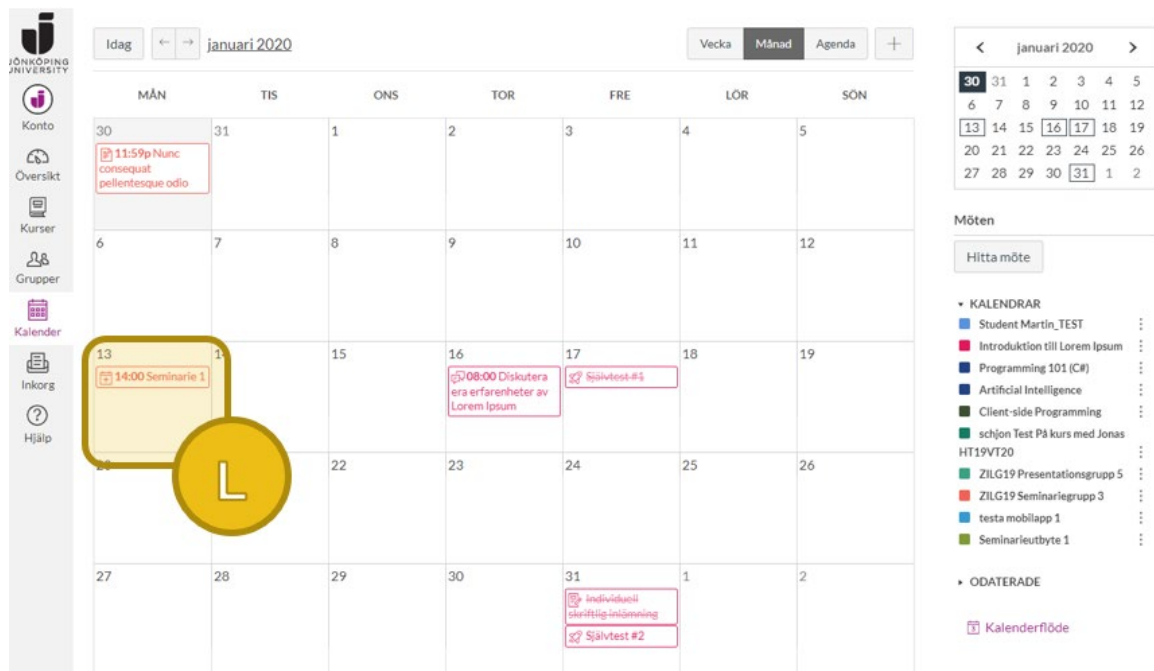 JÖNKÖPING
UNIVERSITY
Konto
Översikt
Kurser
Grupper
Kalender
Inkorg
Hjälp
Idag ← → januari 2020
Vecka Månad Agenda +
MÅN TIS ONS TOR FRE LÖR SÖN
30 31 1 2 3 4 5
11:59p Nunc
consequat
pellentesque odio
6 7 8 9 10 11 12
13 14 15 16 17 18 19
14:00 Seminarie 1
08:00 Diskutera
era erfarenheter av
Lorem Ipsum
Självtest #1
L
20 22 23 24 25 26
27 28 29 30 31 1 2
Individuell
skriftlig inlämning
Självtest #2
< januari 2020 >
30 31 1 2 3 4 5
6 7 8 9 10 11 12
13 14 15 16 17 18 19
20 21 22 23 24 25 26
27 28 29 30 31 1 2
Möten
Hitta möte
KALENDRAR
Student Martin_TEST
Introduktion till Lorem Ipsum
Programming 101 (C#)
Artificial Intelligence
Client-side Programming
schjon Test På kurs med Jonas
HT19VT20
ZILG19 Presentationsgrupp 5
ZILG19 Seminariegrupp 3
testa mobilapp 1
Seminarieutbyte 1
ODATERADE
Kalenderflöde